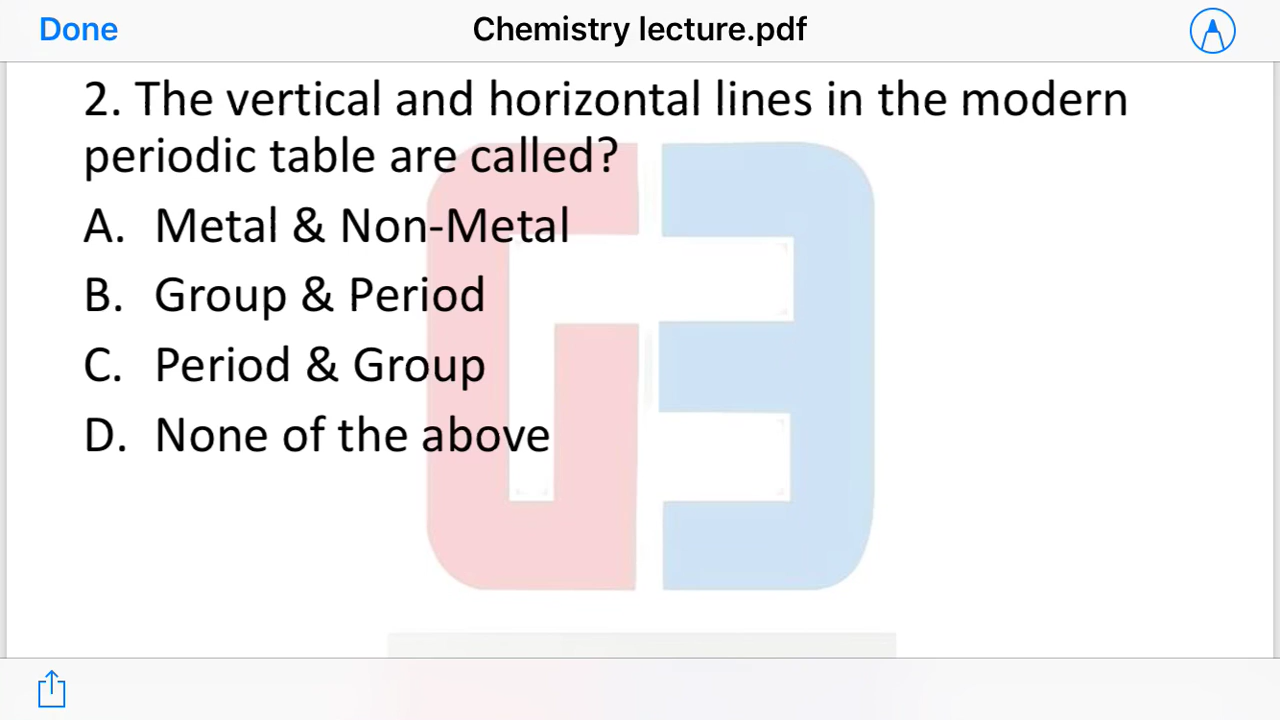 Done
Chemistry lecture.pdf
2. The vertical and horizontal lines in the modern
periodic table are called?
A. Metal & Non-Metal
B. Group & Period
C. Period & Group
D. None of the above